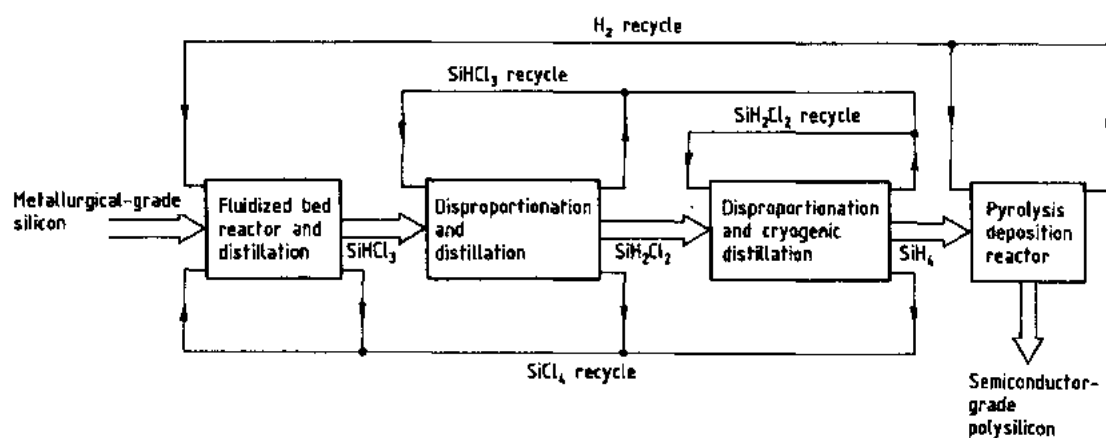 H₂ recycle
SiHCl₃ recycle
SiH₂Cl₂ recycle
Metallurgical-grade
silicon
Fluidized bed
reactor and
distillation
SiHCl₃
Disproportionation
and
distillation
SiH₂Cl₂
Disproportionation
and cryogenic
distillation
SiH₄
Pyrolysis
deposition
reactor
SiCl₄ recycle
Semiconductor-
grade
polysilicon